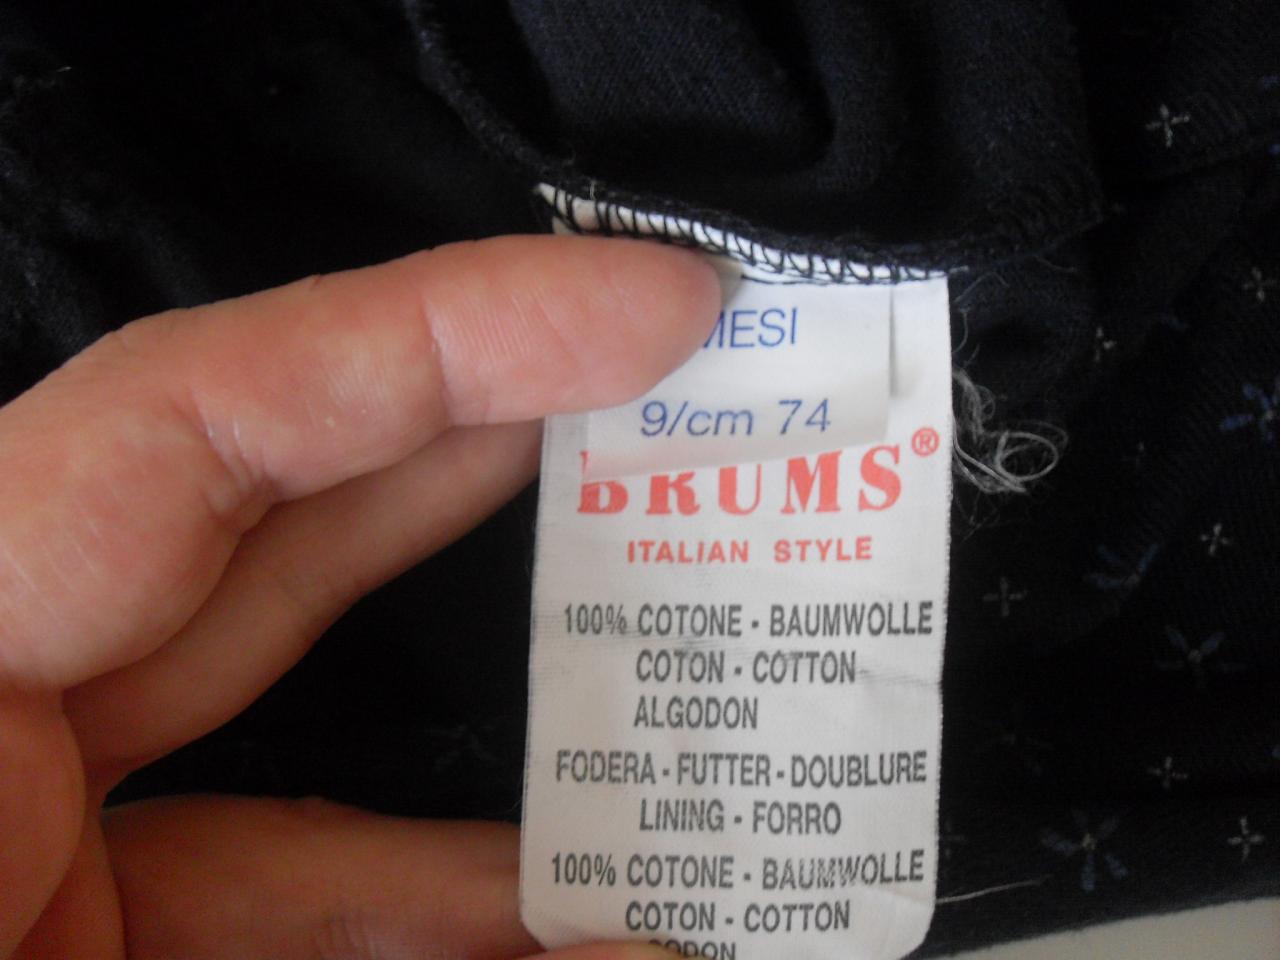 MESI
9/cm 74
BRUMS®
ITALIAN STYLE
100% COTONE - BAUMWOLLE
COTON - COTTON
ALGODON
FODERA - FUTTER - DOUBLURE
LINING - FORRO
100% COTONE - BAUMWOLLE
COTON - COTTON